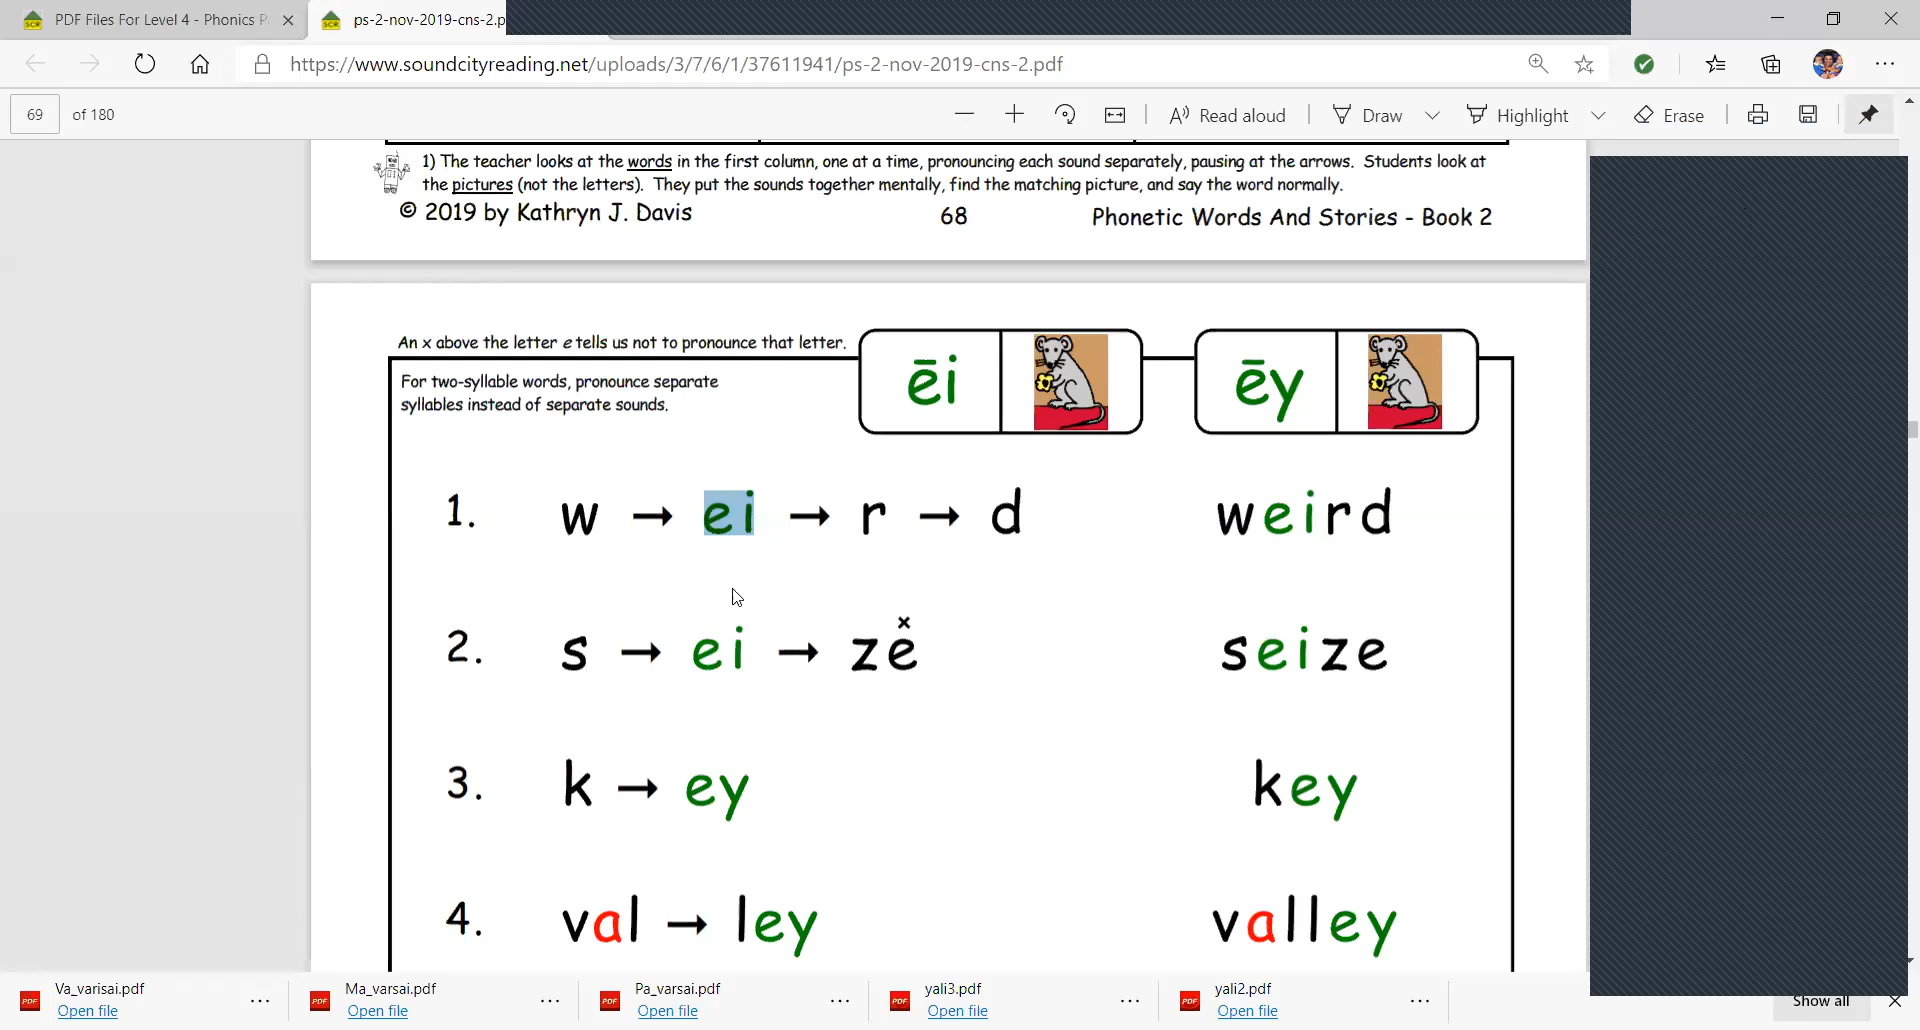 PDF Files For Level 4 - Phonics P
ps-2-nov-2019-cns-2.p
https://www.soundcityreading.net/uploads/3/7/6/1/37611941/ps-2-nov-2019-cns-2.pdf
69 of 180 Read aloud Draw Highlight Erase
1) The teacher looks at the words in the first column, one at a time, pronouncing each sound separately, pausing at the arrows. Students look at
the pictures (not the letters). They put the sounds together mentally, find the matching picture, and say the word normally.
© 2019 by Kathryn J. Davis 68 Phonetic Words And Stories - Book 2
An x above the letter e tells us not to pronounce that letter.
For two-syllable words, pronounce separate
syllables instead of separate sounds.
ēi ēy
1. w → ei → r → d weird
x
2. s → ei → ze seize
3. k → ey key
4. val → ley valley
Va_varisai.pdf Ma_varsai.pdf Pa_varsai.pdf yali3.pdf yali2.pdf
Open file Open file Open file Open file Open file Show all